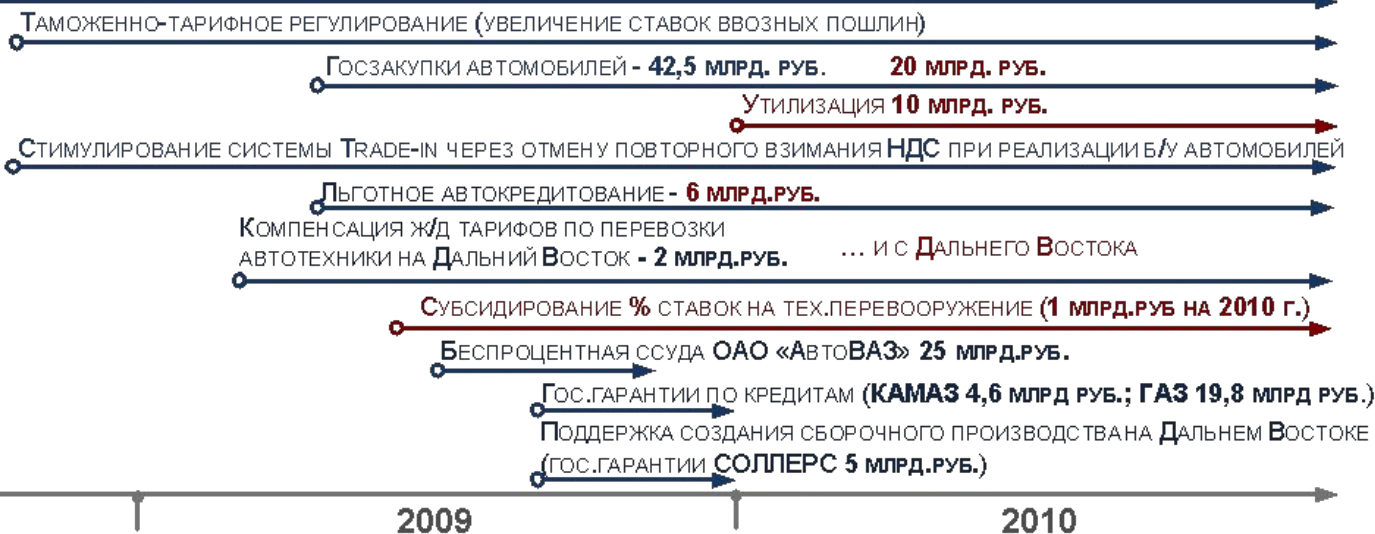 ТАМОЖЕННО-ТАРИФНОЕ РЕГУЛИРОВАНИЕ (УВЕЛИЧЕНИЕ СТАВОК ВВОЗНЫХ ПОШЛИН)
ГОСЗАКУПКИ АВТОМОБИЛЕЙ - 42,5 МЛРД. РУБ. 20 МЛРД. РУБ.
УТИЛИЗАЦИЯ 10 МЛРД. РУБ.
СТИМУЛИРОВАНИЕ СИСТЕМЫ TRADE-IN ЧЕРЕЗ ОТМЕНУ ПОВТОРНОГО ВЗИМАНИЯ НДС ПРИ РЕАЛИЗАЦИИ Б/У АВТОМОБИЛЕЙ
ЛЬГОТНОЕ АВТОКРЕДИТОВАНИЕ - 6 МЛРД.РУБ.
КОМПЕНСАЦИЯ Ж/Д ТАРИФОВ ПО ПЕРЕВОЗКИ
АВТОТЕХНИКИ НА ДАЛЬНИЙ ВОСТОК - 2 МЛРД.РУБ. ... И С ДАЛЬНЕГО ВОСТОКА
СУБСИДИРОВАНИЕ % СТАВОК НА ТЕХ.ПЕРЕВООРУЖЕНИЕ (1 МЛРД.РУБ НА 2010 Г.)
БЕСПРОЦЕНТНАЯ ССУДА ОАО «АВТОВАЗ» 25 МЛРД.РУБ.
ГОС.ГАРАНТИИ ПО КРЕДИТАМ (КАМАЗ 4,6 МЛРД РУБ.; ГАЗ 19,8 МЛРД РУБ.)
ПОДДЕРЖКА СОЗДАНИЯ СБОРОЧНОГО ПРОИЗВОДСТВА НА ДАЛЬНЕМ ВОСТОКЕ
(ГОС.ГАРАНТИИ СОЛЛЕРС 5 МЛРД.РУБ.)
2009 2010